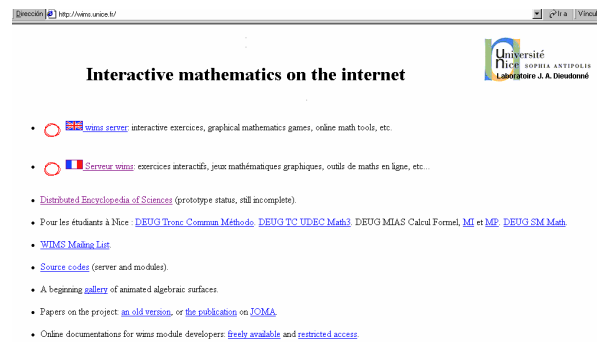 Dirección http://wims.unice.fr/ Ir a Vínculos
Université
Nice SOPHIA ANTIPOLIS
Laboratoire J. A. Dieudonné
Interactive mathematics on the internet
wims server: interactive exercises, graphical mathematics games, online math tools, etc.
Serveur wims: exercices interactifs, jeux mathématiques graphiques, outils de maths en ligne, etc...
Distributed Encyclopedia of Sciences (prototype status, still incomplete).
Pour les étudiants à Nice : DEUG Tronc Commun Méthodo. DEUG TC UDEC Math3. DEUG MIAS Calcul Formel, MI et MP. DEUG SM Math.
WIMS Mailing List.
Source codes (server and modules).
A beginning gallery of animated algebraic surfaces.
Papers on the project: an old version, or the publication on JOMA.
Online documentations for wims module developers: freely available and restricted access.